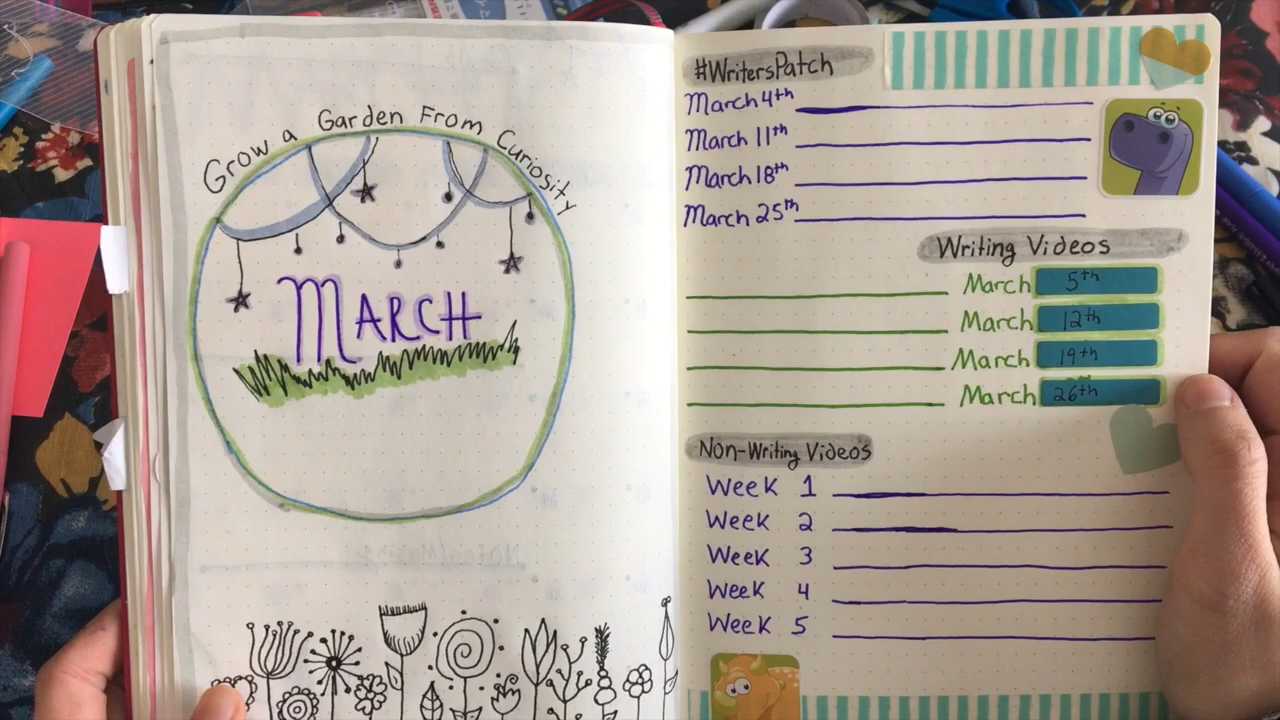 Grow a Garden From Curiosity
MARCH
#WritersPatch
March 4th
March 11th
March 18th
March 25th
Writing Videos
March 5th
March 12th
March 19th
March 26th
Non-Writing Videos
Week 1
Week 2
Week 3
Week 4
Week 5